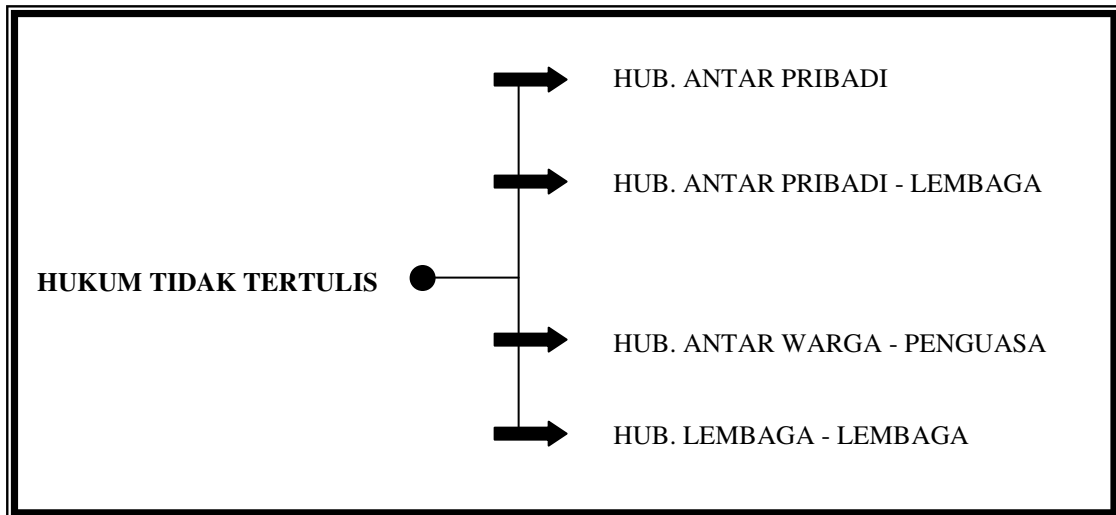 HUB. ANTAR PRIBADI
HUB. ANTAR PRIBADI - LEMBAGA
HUKUM TIDAK TERTULIS
HUB. ANTAR WARGA - PENGUASA
HUB. LEMBAGA - LEMBAGA